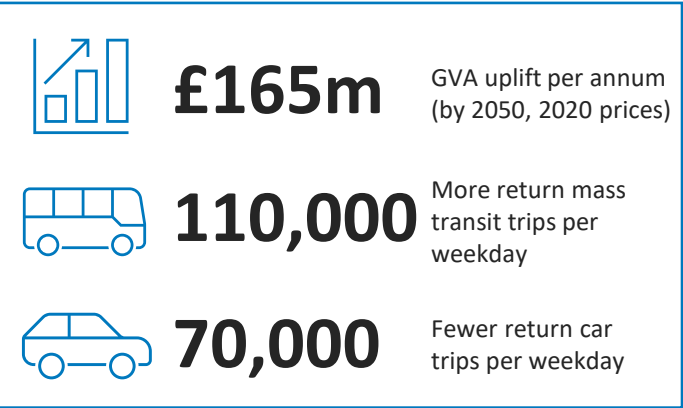 £165m
GVA uplift per annum
(by 2050, 2020 prices)
110,000
More return mass
transit trips per
weekday
70,000
Fewer return car
trips per weekday